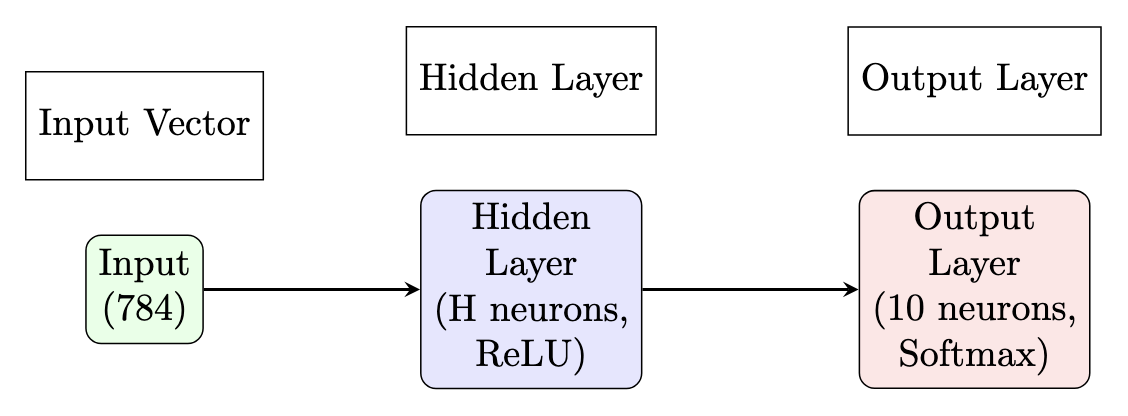 Input Vector
Hidden Layer
Output Layer
Input
(784)
Hidden
Layer
(H neurons,
ReLU)
Output
Layer
(10 neurons,
Softmax)